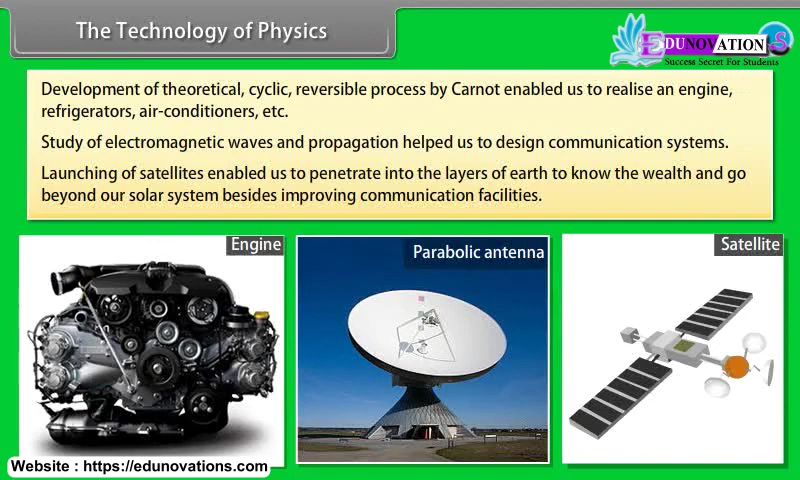 The Technology of Physics
EDUNOVATIONS
Success Secret For Students
Development of theoretical, cyclic, reversible process by Carnot enabled us to realise an engine,
refrigerators, air-conditioners, etc.
Study of electromagnetic waves and propagation helped us to design communication systems.
Launching of satellites enabled us to penetrate into the layers of earth to know the wealth and go
beyond our solar system besides improving communication facilities.
Engine
Parabolic antenna
Satellite
Website : https://edunovations.com